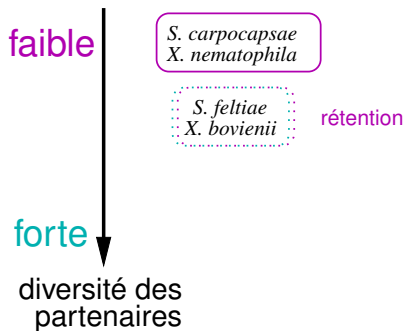 faible
S. carpocapsae
X. nematophila
S. feltiae
X. bovienii
rétention
forte
diversité des
partenaires